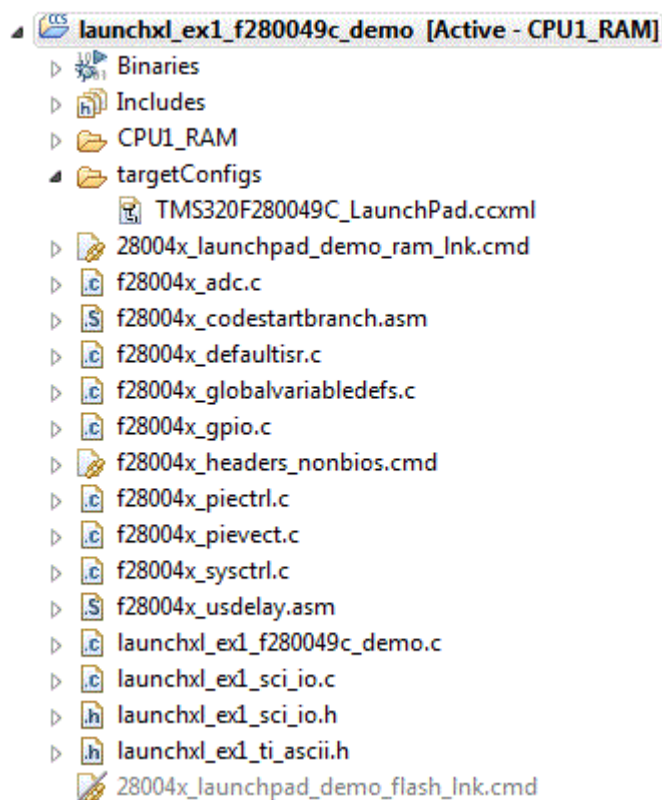 launchxl_ex1_f280049c_demo [Active - CPU1_RAM]
Binaries
Includes
CPU1_RAM
targetConfigs
TMS320F280049C_LaunchPad.ccxml
28004x_launchpad_demo_ram_lnk.cmd
f28004x_adc.c
f28004x_codestartbranch.asm
f28004x_defaultisr.c
f28004x_globalvariabledefs.c
f28004x_gpio.c
f28004x_headers_nonbios.cmd
f28004x_piectrl.c
f28004x_pievect.c
f28004x_sysctrl.c
f28004x_usdelay.asm
launchxl_ex1_f280049c_demo.c
launchxl_ex1_sci_io.c
launchxl_ex1_sci_io.h
launchxl_ex1_ti_ascii.h
28004x_launchpad_demo_flash_lnk.cmd